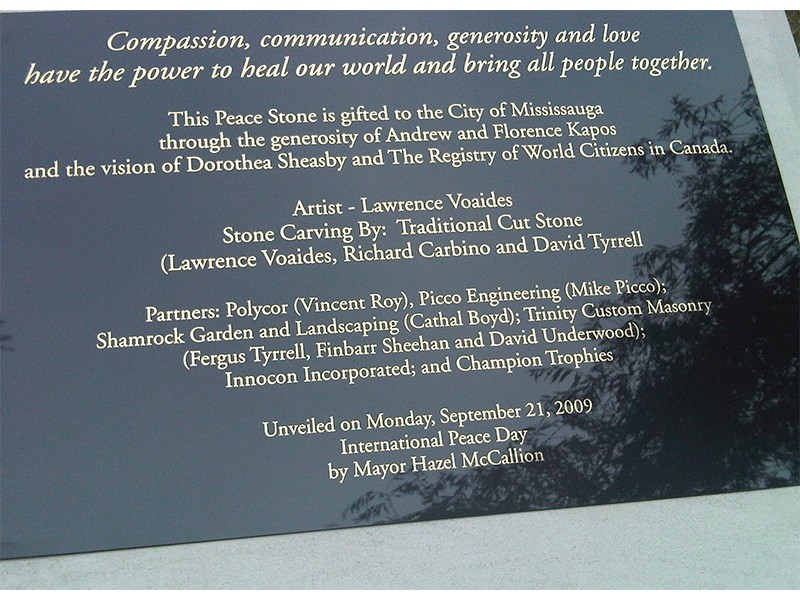 Compassion, communication, generosity and love
have the power to heal our world and bring all people together.
This Peace Stone is gifted to the City of Mississauga
through the generosity of Andrew and Florence Kapos
and the vision of Dorothea Sheasby and The Registry of World Citizens in Canada.
Artist - Lawrence Voaides
Stone Carving By: Traditional Cut Stone
(Lawrence Voaides, Richard Carbino and David Tyrrell
Partners: Polycor (Vincent Roy), Picco Engineering (Mike Picco);
Shamrock Garden and Landscaping (Cathal Boyd); Trinity Custom Masonry
(Fergus Tyrrell, Finbarr Sheehan and David Underwood);
Innocon Incorporated; and Champion Trophies
Unveiled on Monday, September 21, 2009
International Peace Day
by Mayor Hazel McCallion